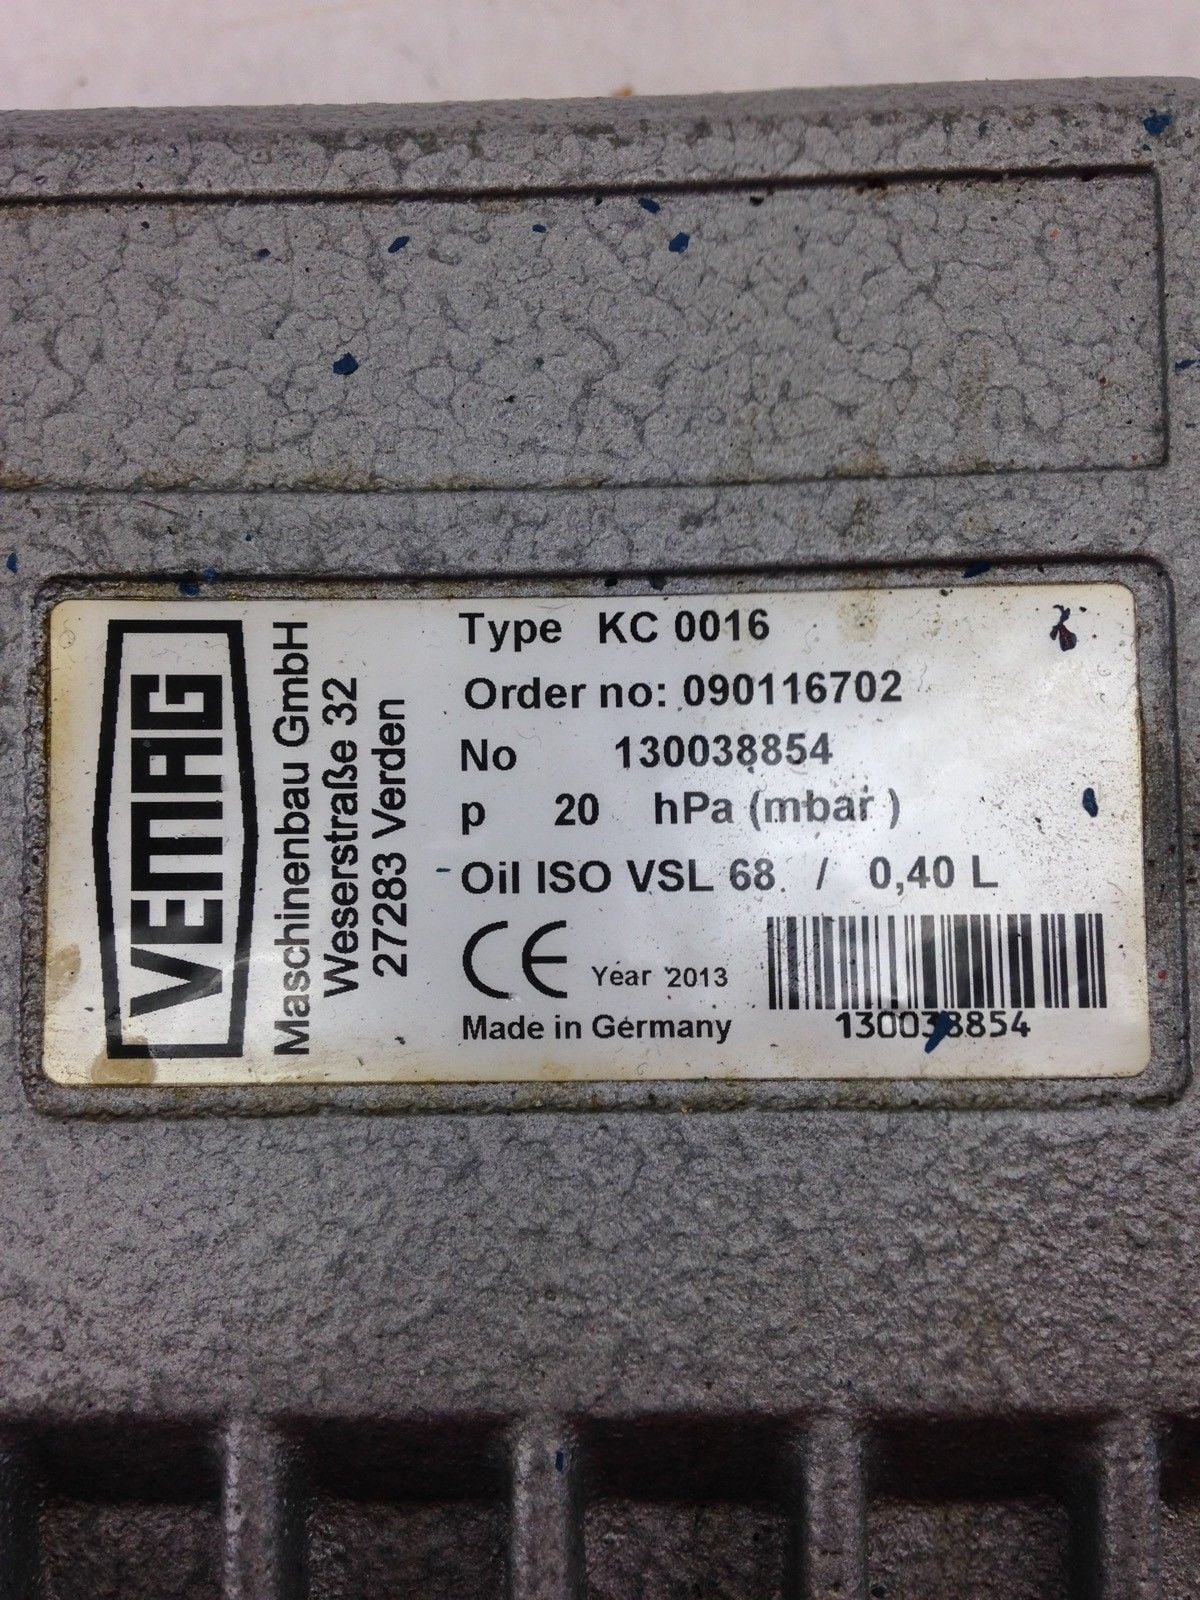 VEMAG
Maschinenbau GmbH
Weserstraße 32
27283 Verden
Type KC 0016
Order no: 090116702
No 130038854
p 20 hPa (mbar )
Oil ISO VSL 68 / 0,40 L
CE Year 2013
Made in Germany
130038854